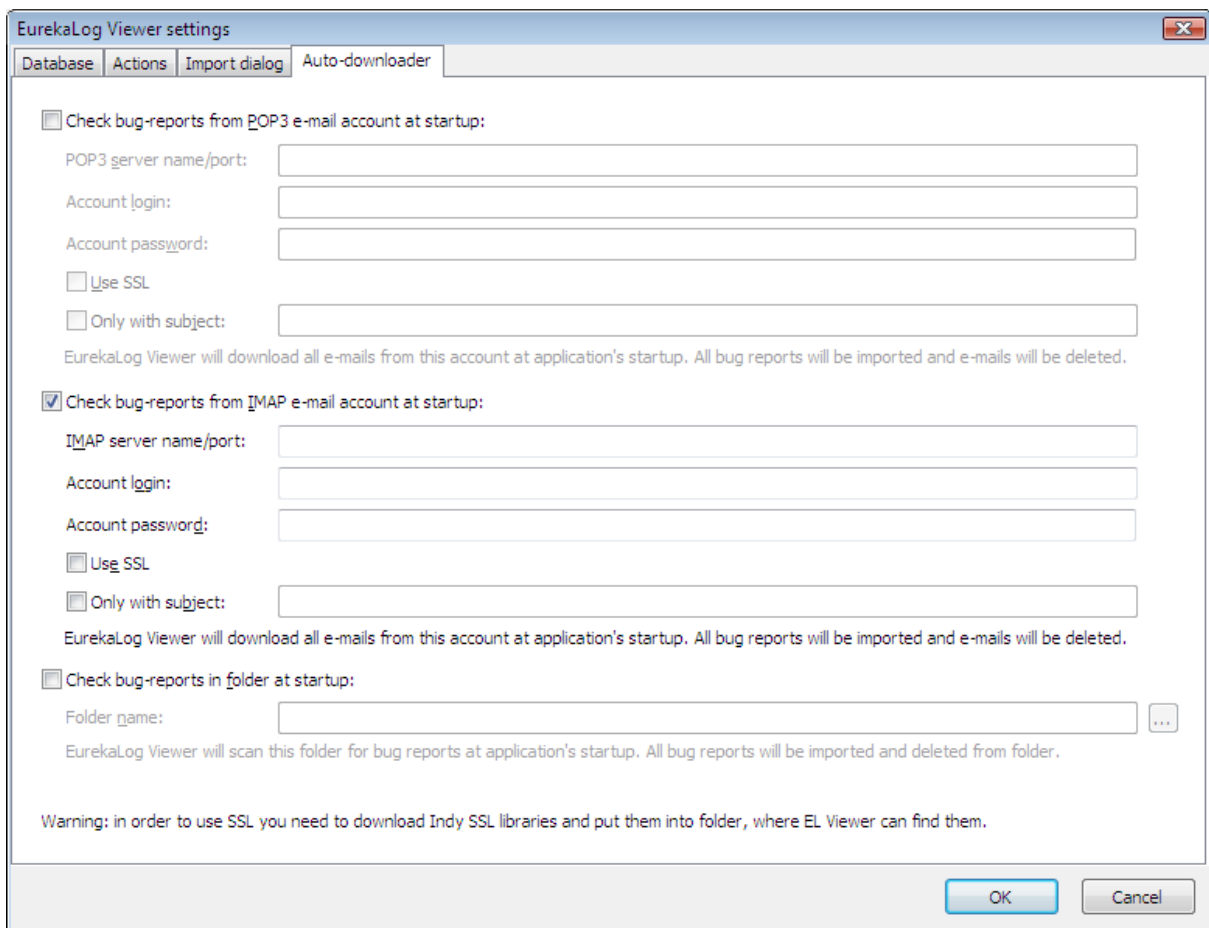 EurekaLog Viewer settings
Database Actions Import dialog Auto-downloader
Check bug-reports from POP3 e-mail account at startup:
POP3 server name/port:
Account login:
Account password:
Use SSL
Only with subject:
EurekaLog Viewer will download all e-mails from this account at application's startup. All bug reports will be imported and e-mails will be deleted.
Check bug-reports from IMAP e-mail account at startup:
IMAP server name/port:
Account login:
Account password:
Use SSL
Only with subject:
EurekaLog Viewer will download all e-mails from this account at application's startup. All bug reports will be imported and e-mails will be deleted.
Check bug-reports in folder at startup:
Folder name:
...
EurekaLog Viewer will scan this folder for bug reports at application's startup. All bug reports will be imported and deleted from folder.
Warning: in order to use SSL you need to download Indy SSL libraries and put them into folder, where EL Viewer can find them.
OK Cancel